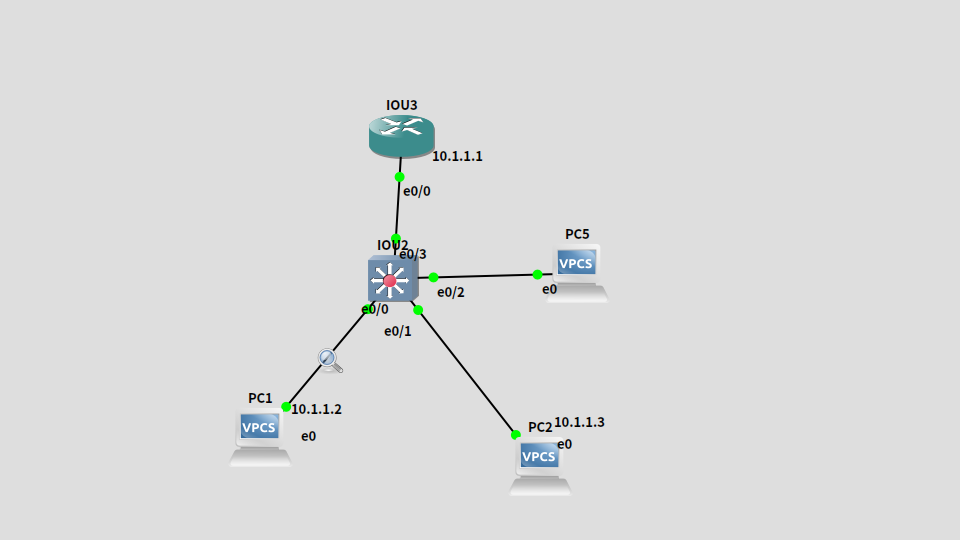 IOU3
10.1.1.1
e0/0
PC5
IOU2
e0/3
VPCS
e0
e0/2
e0/0
e0/1
PC1
10.1.1.2
VPCS
e0
10.1.1.3
PC2
e0
VPCS